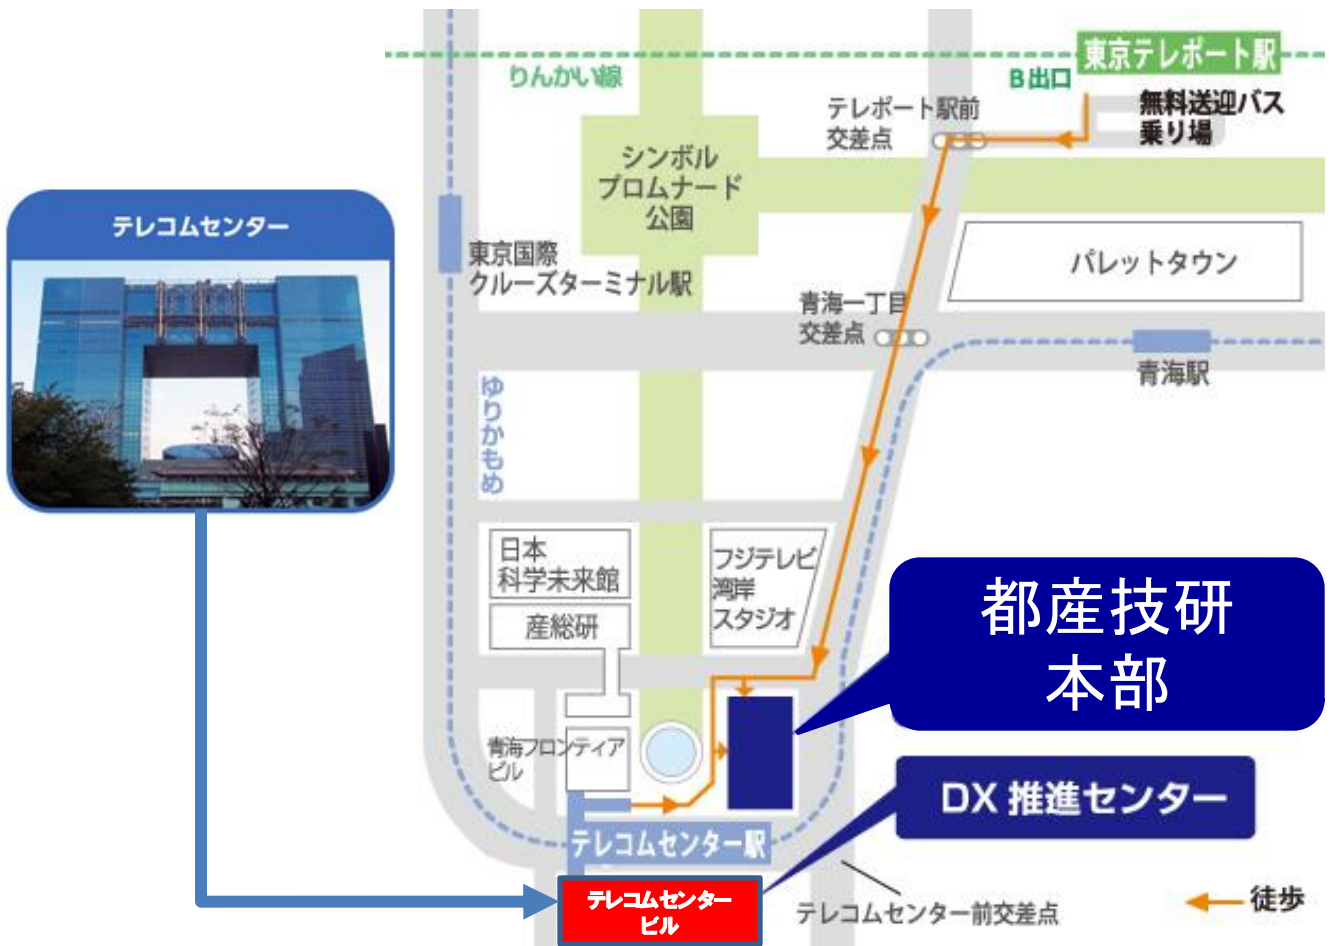 東京テレポート駅
りんかい線
B出口
無料送迎バス
乗り場
テレポート駅前
交差点
シンボル
プロムナード
公園
テレコムセンター
東京国際
クルーズターミナル駅
パレットタウン
青海一丁目
交差点
青海駅
ゆりかもめ
日本
科学未来館
産総研
フジテレビ
湾岸
スタジオ
都産技研
本部
青海フロンティア
ビル
DX 推進センター
テレコムセンター駅
テレコムセンター
ビル
テレコムセンター前交差点
徒歩